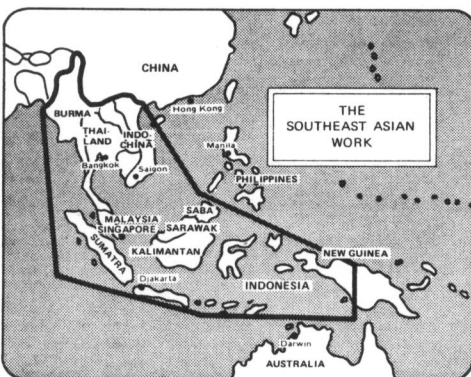 CHINA
THE
SOUTHEAST ASIAN
WORK
Hong Kong
BURMA
THAI-
LAND
INDO-
CHINA
Bangkok
Saigon
Manila
PHILIPPINES
SABA
MALAYSIA
SINGAPORE
SARAWAK
SUMATRA
KALIMANTAN
NEW GUINEA
Djakarta
INDONESIA
Darwin
AUSTRALIA